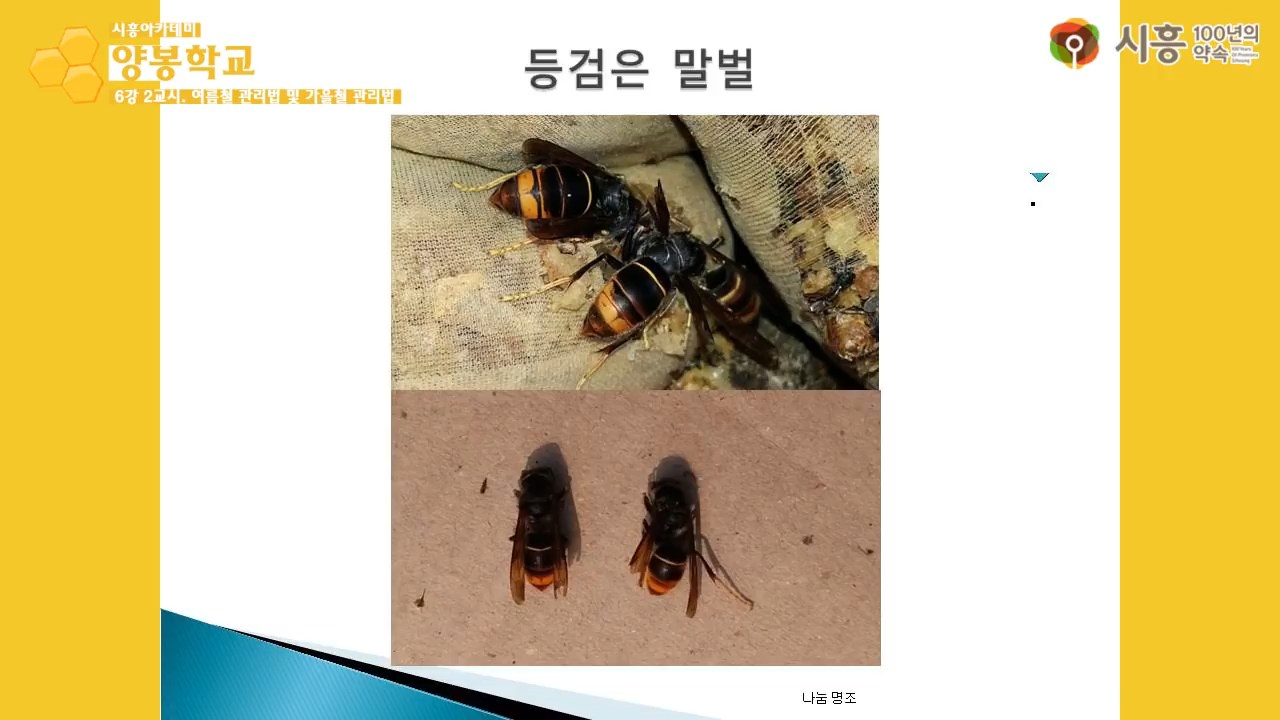 시흥아카데미
양봉학교
6강 2교시. 여름철 관리법 및 가을철 관리법
등검은 말벌
시흥 100년의 약속
나눔 명조